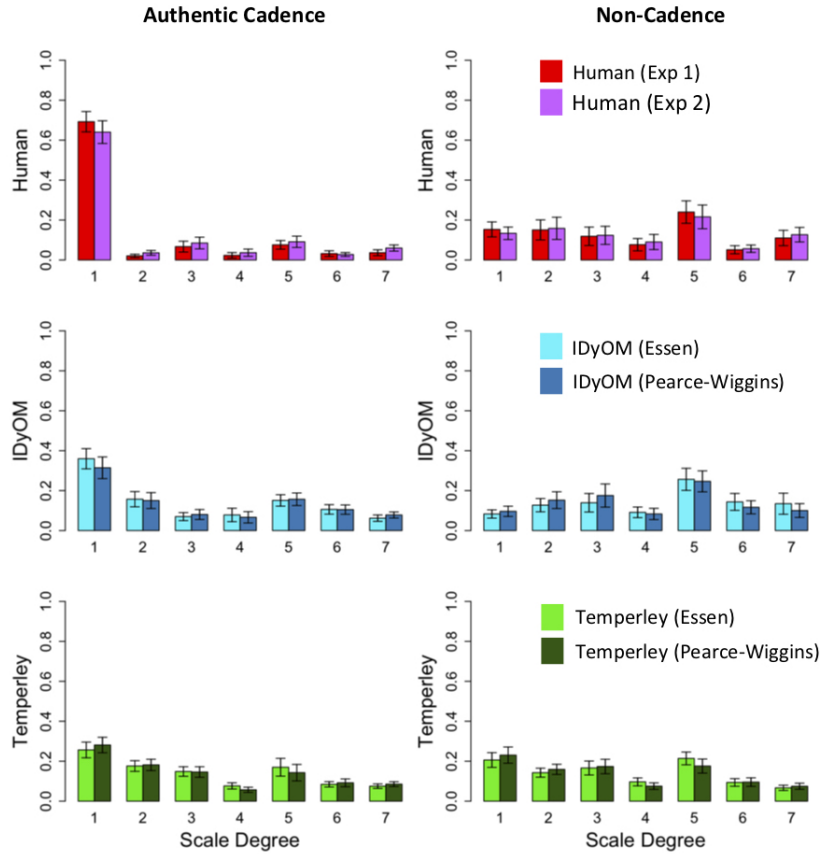 Authentic Cadence
Non-Cadence
Human
0.0 0.2 0.4 0.6 0.8 1.0
1 2 3 4 5 6 7
Human
0.0 0.2 0.4 0.6 0.8 1.0
Human (Exp 1)
Human (Exp 2)
1 2 3 4 5 6 7
IDyOM
0.0 0.2 0.4 0.6 0.8 1.0
1 2 3 4 5 6 7
IDyOM
0.0 0.2 0.4 0.6 0.8 1.0
IDyOM (Essen)
IDyOM (Pearce-Wiggins)
1 2 3 4 5 6 7
Temperley
0.0 0.2 0.4 0.6 0.8 1.0
1 2 3 4 5 6 7
Scale Degree
Temperley
0.0 0.2 0.4 0.6 0.8 1.0
Temperley (Essen)
Temperley (Pearce-Wiggins)
1 2 3 4 5 6 7
Scale Degree